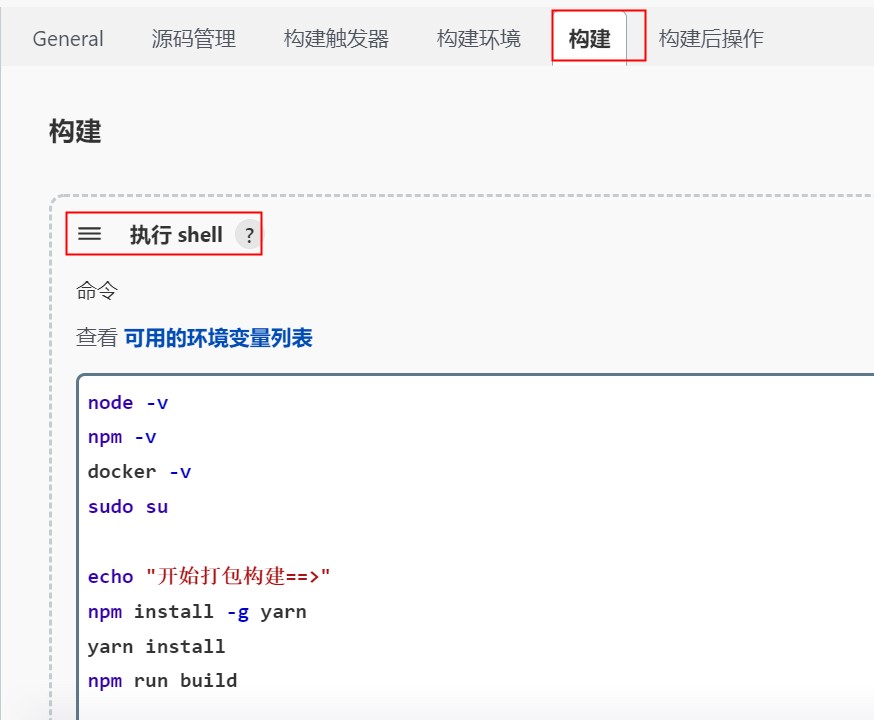 General 源码管理 构建触发器 构建环境 构建 构建后操作
构建
执行 shell ?
命令
查看 可用的环境变量列表
node -v
npm -v
docker -v
sudo su
echo "开始打包构建==>"
npm install -g yarn
yarn install
npm run build